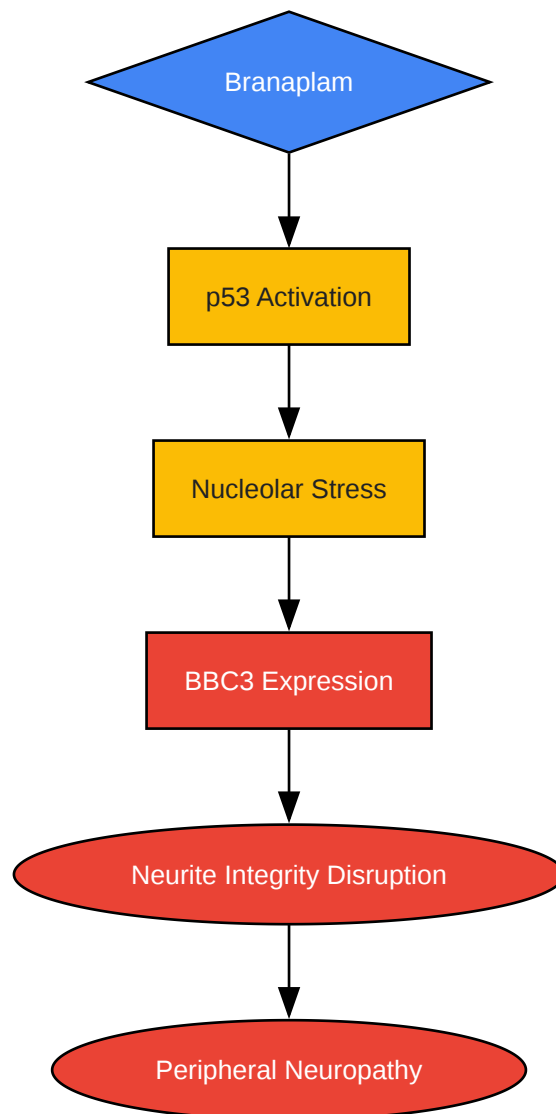 Branaplam
p53 Activation
Nucleolar Stress
BBC3 Expression
Neurite Integrity Disruption
Peripheral Neuropathy